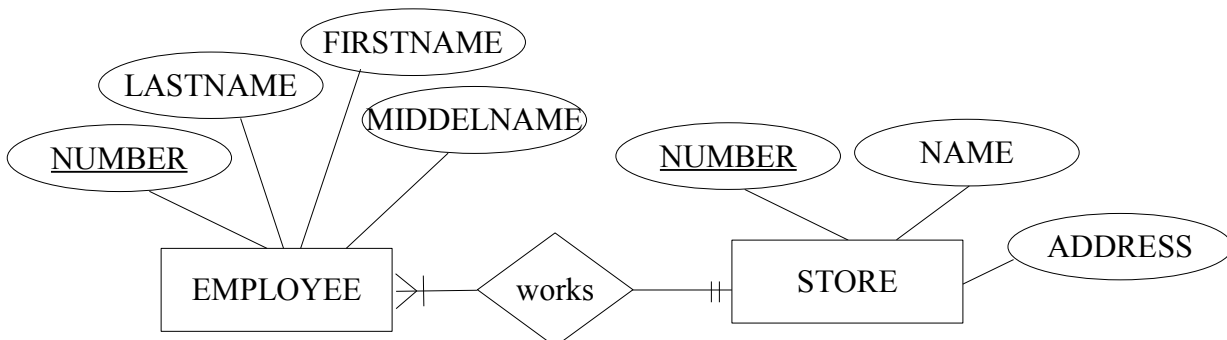 FIRSTNAME
LASTNAME
MIDDELNAME
NUMBER
NUMBER
NAME
ADDRESS
EMPLOYEE
works
STORE